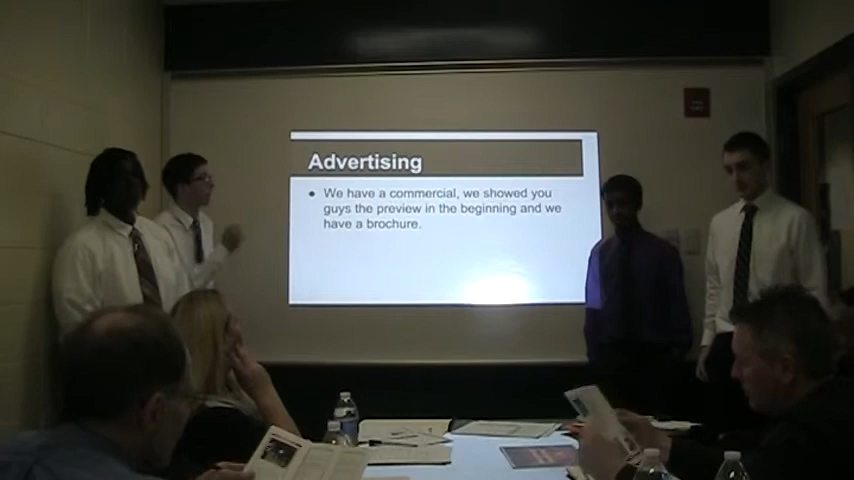 Advertising
● We have a commercial, we showed you
guys the preview in the beginning and we
have a brochure.